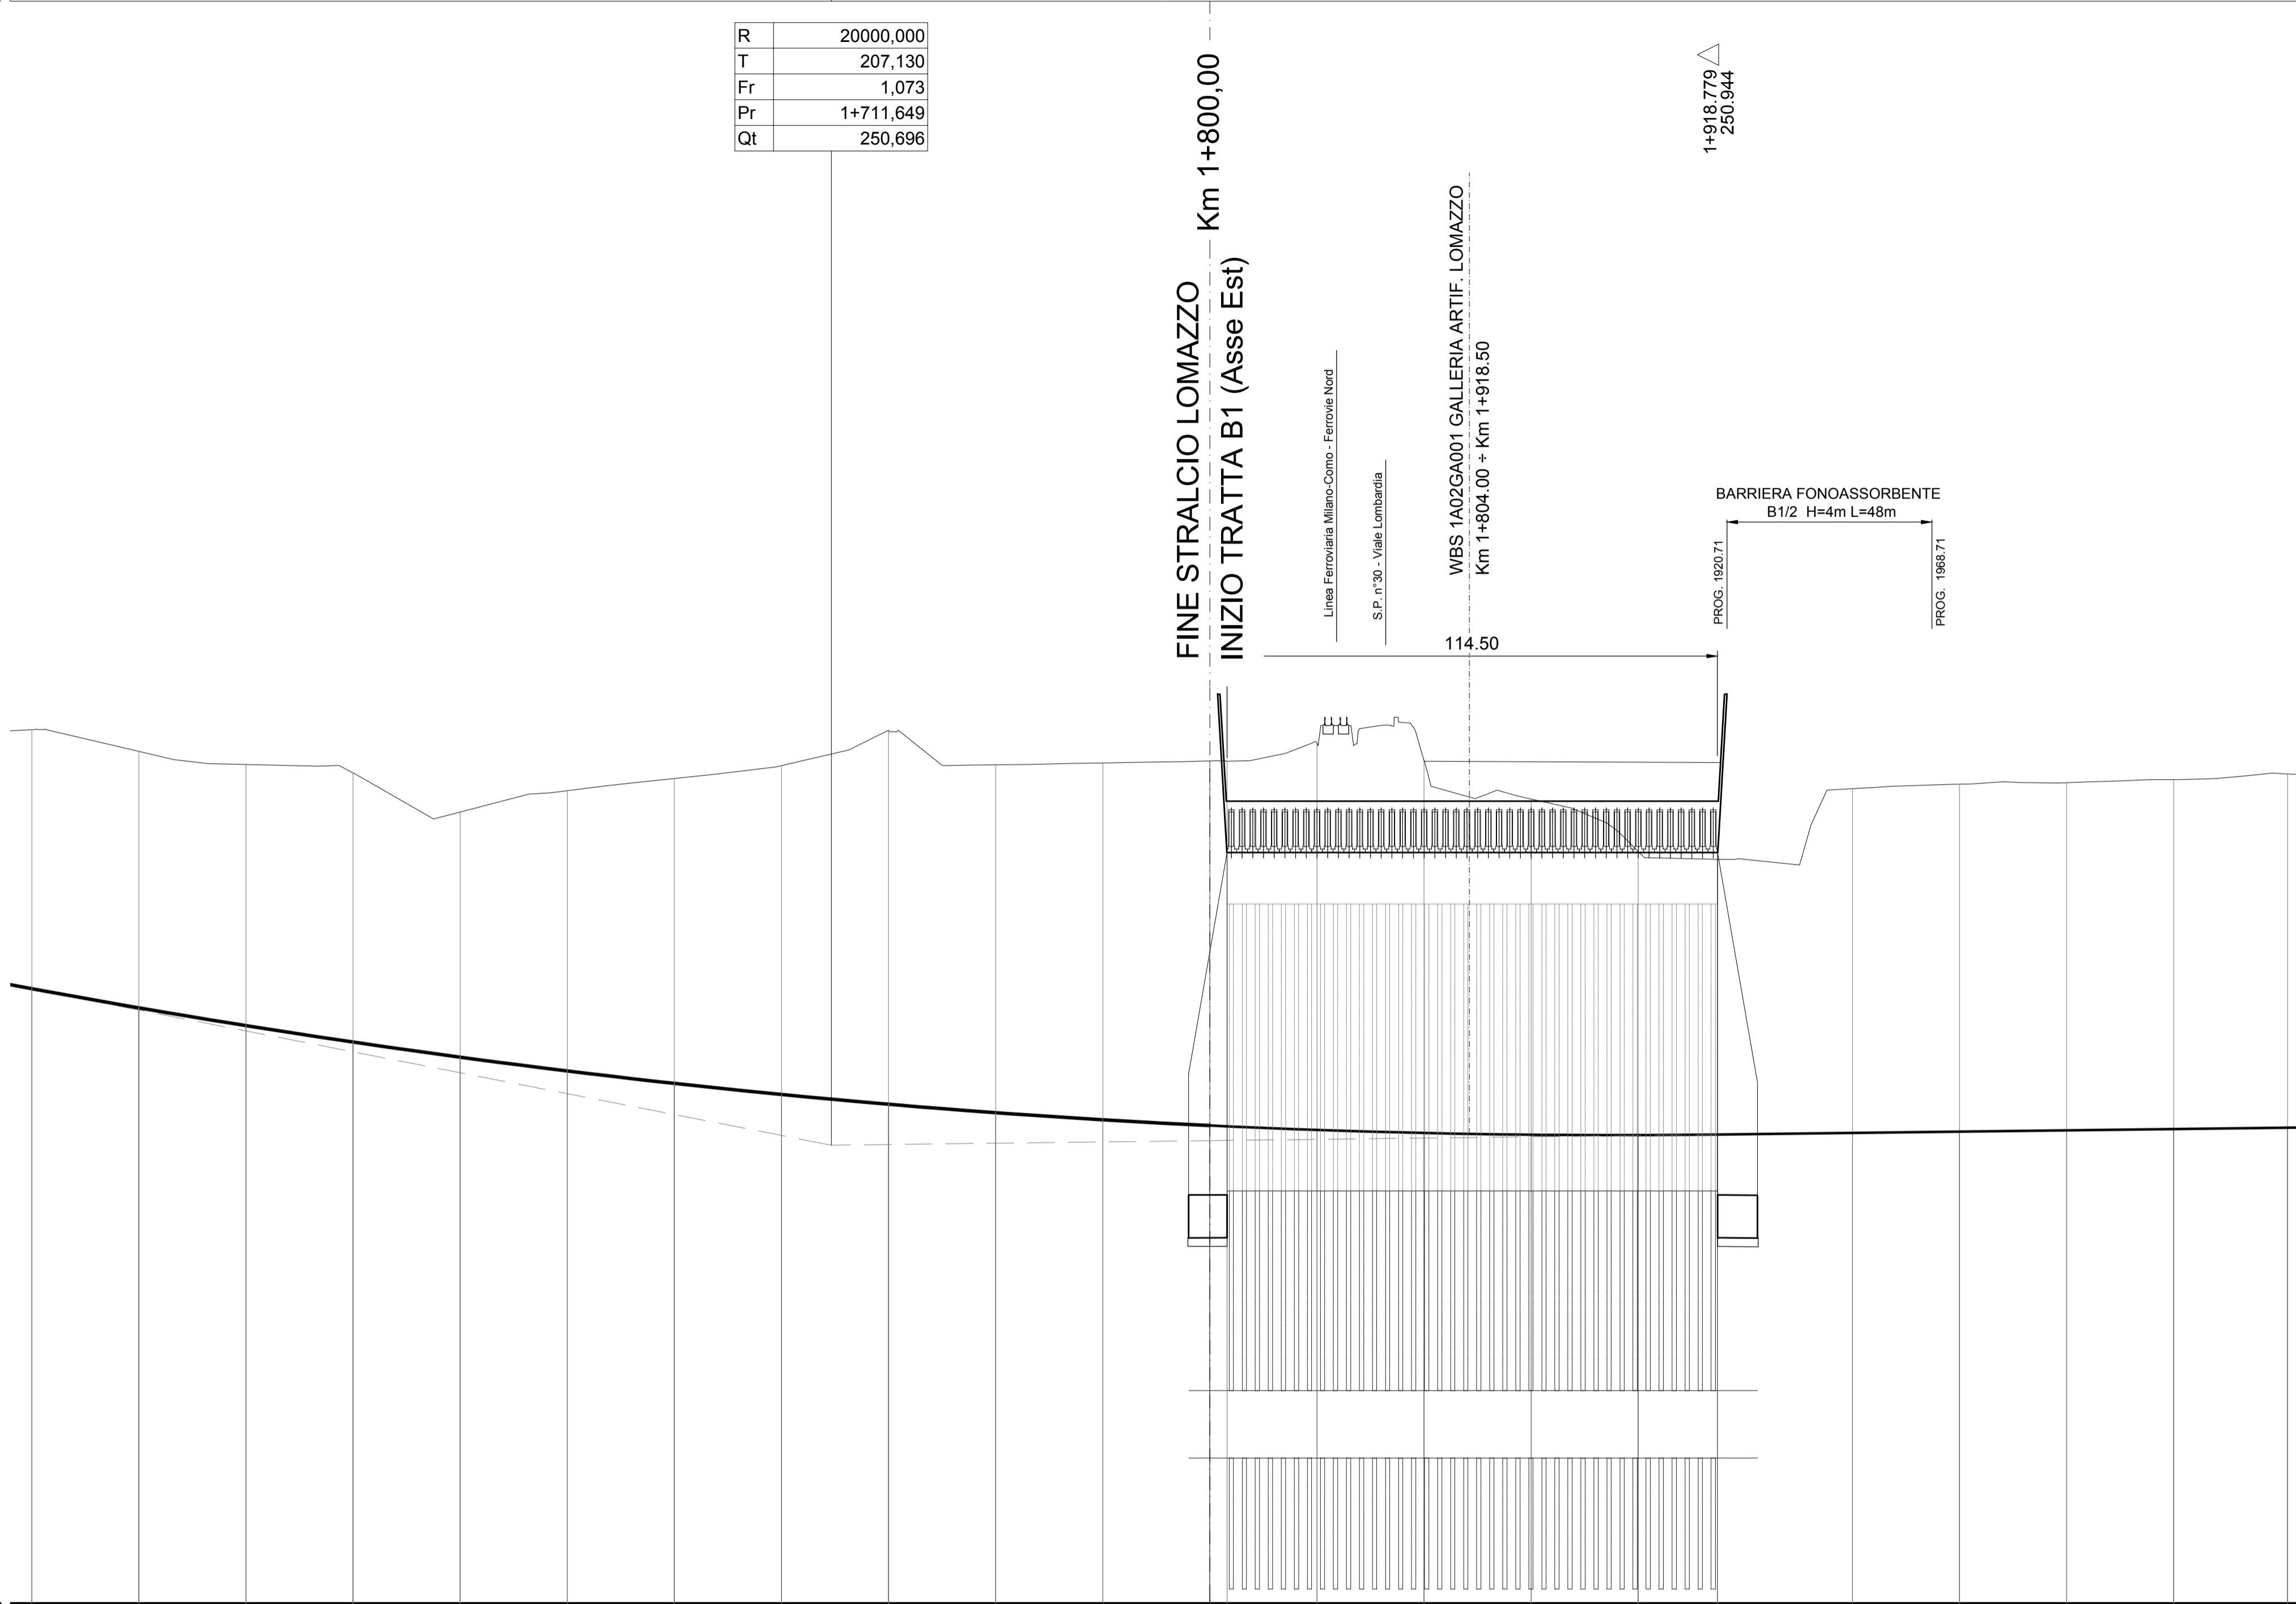 R 20000,000
T 207,130
Fr 1,073
Pr 1+711,649
Qt 250,696
FINE STRALCIO LOMAZZO
Km 1+800,00
INIZIO TRATTA B1 (Asse Est)
Linea Ferroviaria Milano-Como - Ferrovie Nord
S.P. n°30 - Viale Lombardia
WBS 1A02GA001 GALLERIA ARTIF. LOMAZZO
Km 1+804.00 ÷ Km 1+918.50
114.50
1+918.779
250.944
BARRIERA FONOASSORBENTE
B1/2 H=4m L=48m
PROG. 1920.71
PROG. 1968.71